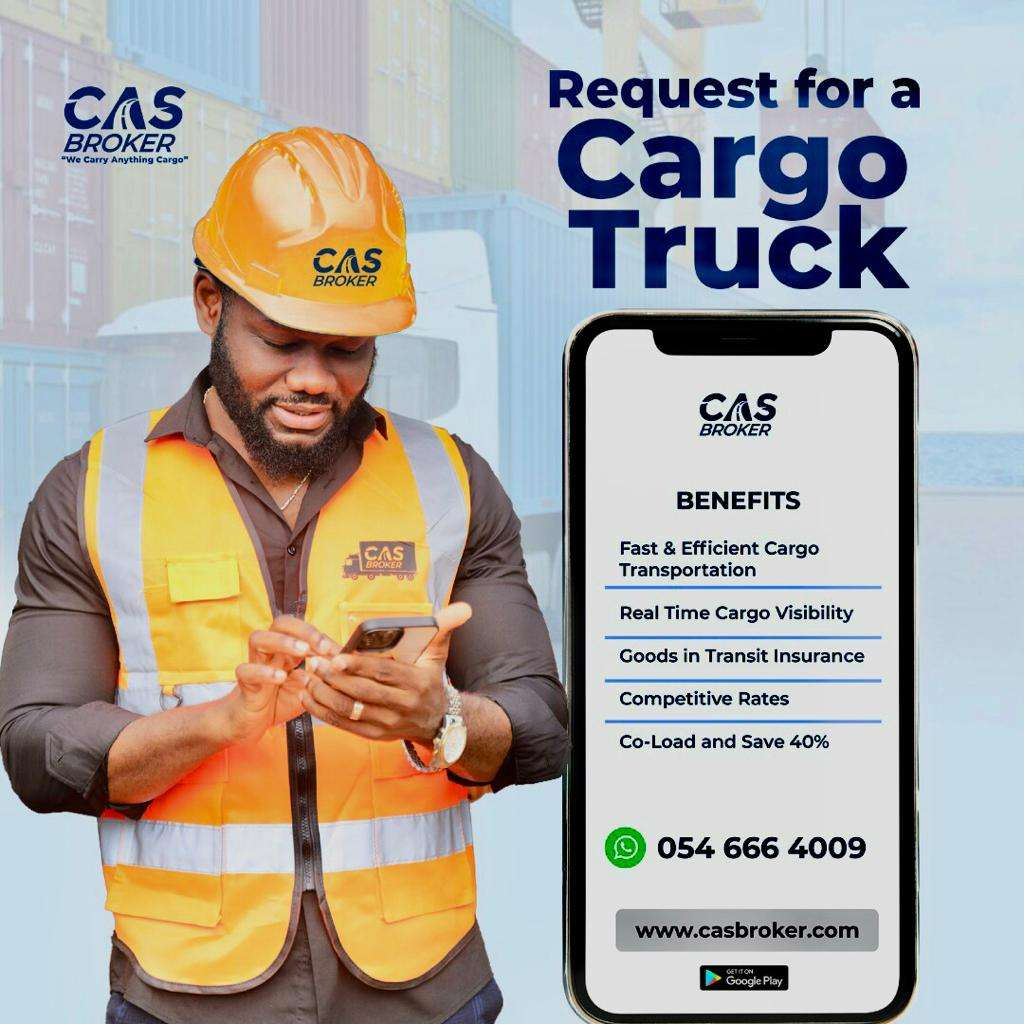 CAS
BROKER
"We Carry Anything Cargo"
Request for a
Cargo
Truck
CAS
BROKER
CAS
BROKER
CAS
BROKER
BENEFITS
Fast & Efficient Cargo
Transportation
Real Time Cargo Visibility
Goods in Transit Insurance
Competitive Rates
Co-Load and Save 40%
054 666 4009
www.casbroker.com
GET IT ON
Google Play